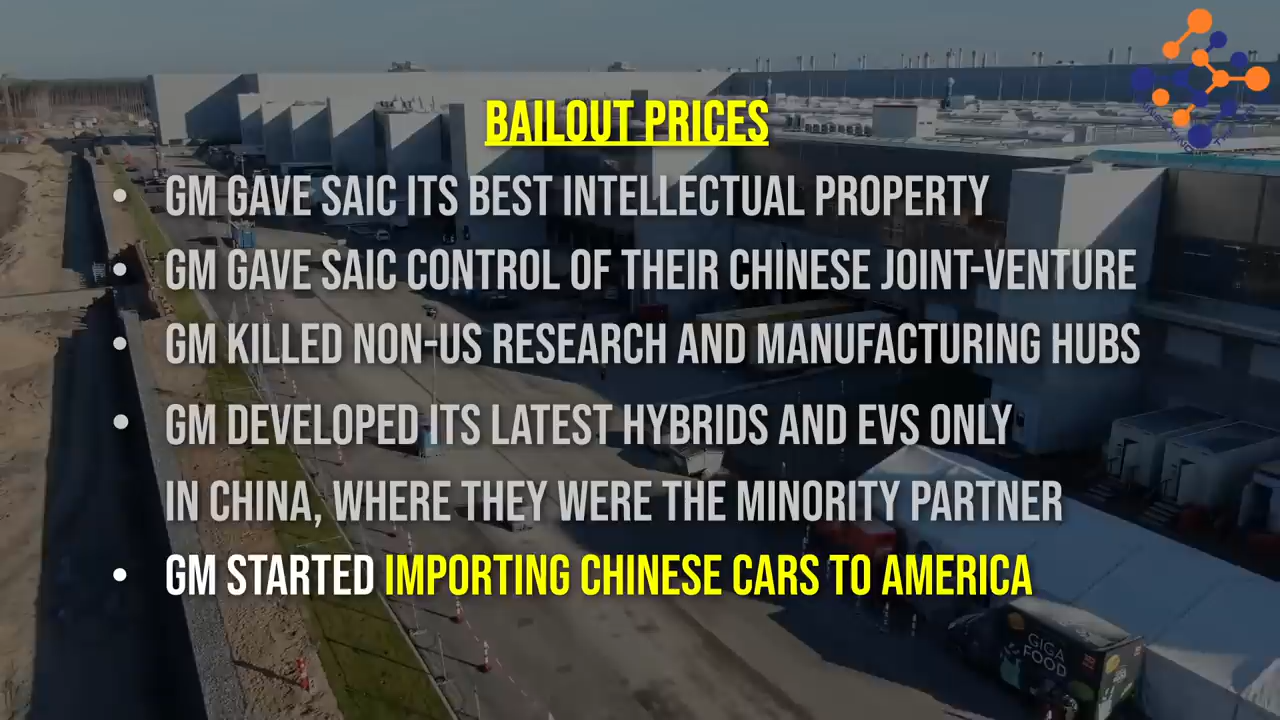 BAILOUT PRICES
• GM GAVE SAIC ITS BEST INTELLECTUAL PROPERTY
• GM GAVE SAIC CONTROL OF THEIR CHINESE JOINT-VENTURE
• GM KILLED NON-US RESEARCH AND MANUFACTURING HUBS
• GM DEVELOPED ITS LATEST HYBRIDS AND EVS ONLY
IN CHINA, WHERE THEY WERE THE MINORITY PARTNER
• GM STARTED IMPORTING CHINESE CARS TO AMERICA
GIGA
FOOD